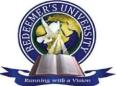 REDEEMER'S UNIVERSITY
Running with a Vision